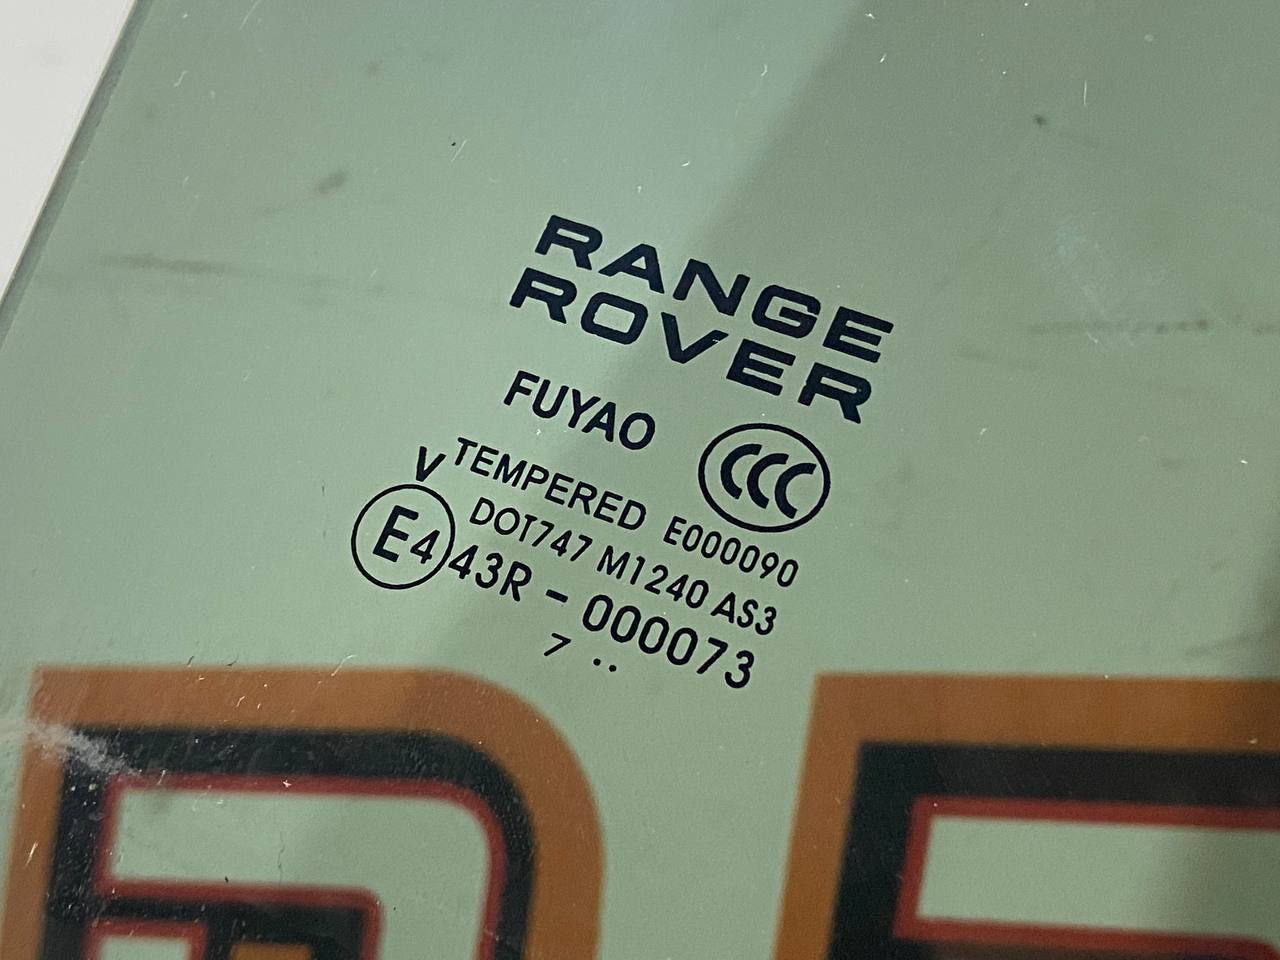 RANGE
ROVER
FUYAO
CCC
V TEMPERED E000090
DOT747 M1240 AS3
E4 43R - 000073
7 ..